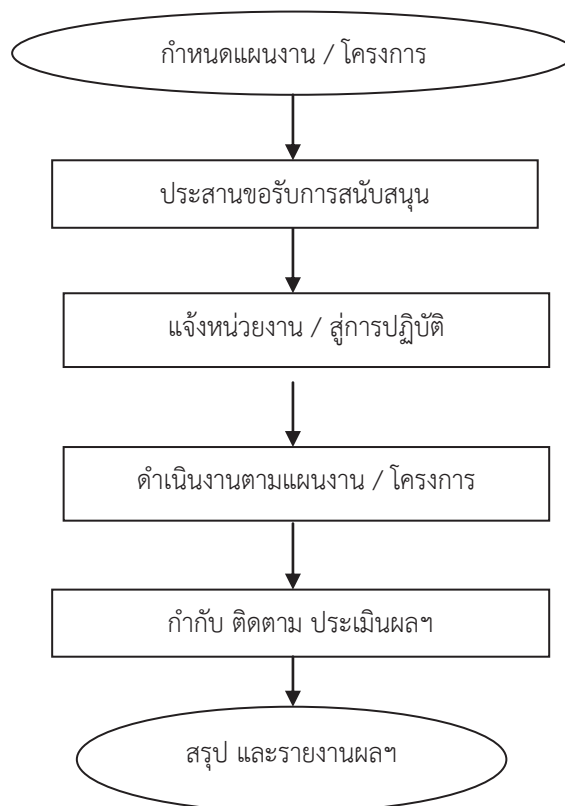 กำหนดแผนงาน / โครงการ
ประสานขอรับการสนับสนุน
แจ้งหน่วยงาน / สู่การปฏิบัติ
ดำเนินงานตามแผนงาน / โครงการ
กำกับ ติดตาม ประเมินผลฯ
สรุป และรายงานผลฯ